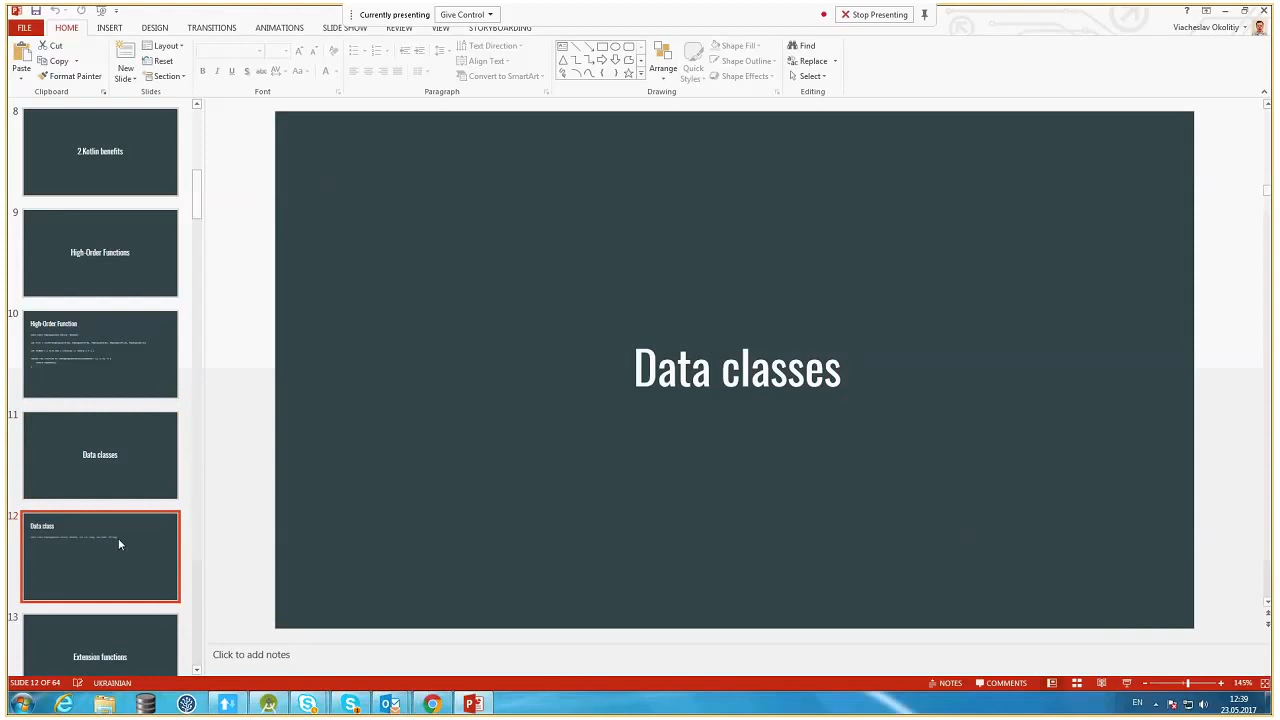 Currently presenting
Give Control
Stop Presenting
FILE
HOME
INSERT
DESIGN
TRANSITIONS
ANIMATIONS
SLIDE SHOW
REVIEW
VIEW
STORYBOARDING
Viacheslav Okolitiy
Paste
Cut
Copy
Format Painter
Clipboard
New
Slide
Layout
Reset
Section
Slides
B I U S abc AV Aa A
Font
Text Direction
Align Text
Convert to SmartArt
Paragraph
Arrange
Quick
Styles
Shape Fill
Shape Outline
Shape Effects
Drawing
Find
Replace
Select
Editing
8
2.Kotlin benefits
9
High-Order Functions
10
High-Order Function
11
Data classes
12
Data class
13
Extension functions
Data classes
Click to add notes
SLIDE 12 OF 64
UKRAINIAN
NOTES
COMMENTS
145%
EN
12:39
23.05.2017